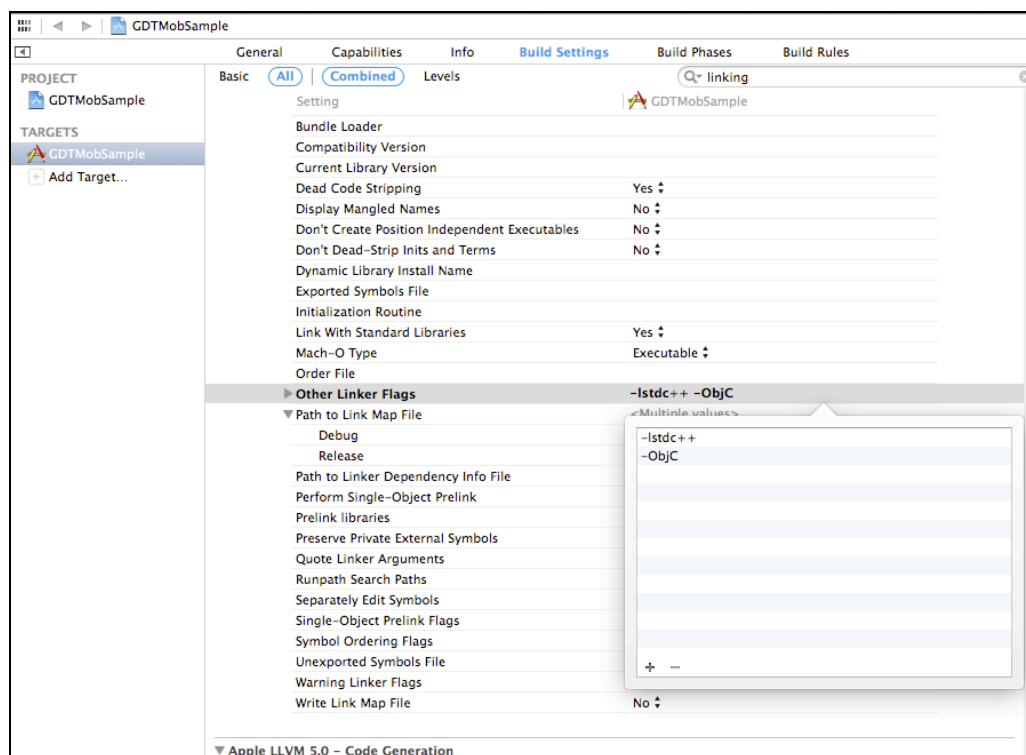 GDTMobSample
General Capabilities Info Build Settings Build Phases Build Rules
PROJECT
GDTMobSample
TARGETS
GDTMobSample
Add Target...
Basic All Combined Levels linking
Setting GDTMobSample
Bundle Loader
Compatibility Version
Current Library Version
Dead Code Stripping Yes
Display Mangled Names No
Don't Create Position Independent Executables No
Don't Dead-Strip Inits and Terms No
Dynamic Library Install Name
Exported Symbols File
Initialization Routine
Link With Standard Libraries Yes
Mach-O Type Executable
Order File
Other Linker Flags -lstdc++ -ObjC
Path to Link Map File <Multiple values>
Debug
Release
Path to Linker Dependency Info File
Perform Single-Object Prelink
Prelink libraries
Preserve Private External Symbols
Quote Linker Arguments
Runpath Search Paths
Separately Edit Symbols
Single-Object Prelink Flags
Symbol Ordering Flags
Unexported Symbols File
Warning Linker Flags
Write Link Map File No
-lstdc++
-ObjC
Apple LLVM 5.0 - Code Generation